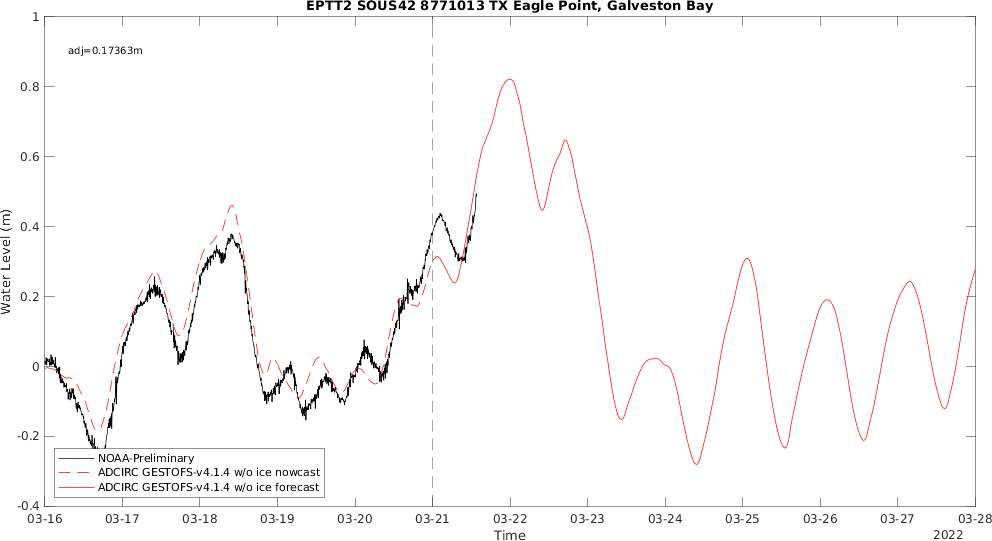 EPTT2 SOUS42 8771013 TX Eagle Point, Galveston Bay
adj=0.17363m
Water Level (m)
1
0.8
0.6
0.4
0.2
0
-0.2
-0.4
NOAA-Preliminary
ADCIRC GESTOFS-v4.1.4 w/o ice nowcast
ADCIRC GESTOFS-v4.1.4 w/o ice forecast
03-16 03-17 03-18 03-19 03-20 03-21 03-22 03-23 03-24 03-25 03-26 03-27 03-28
Time
2022